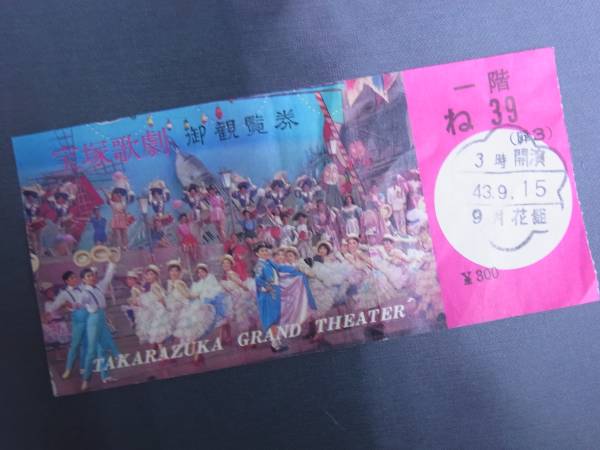 宝塚歌劇 御観覧券
TAKARAZUKA GRAND THEATER
一階
ね 39
3時開演
43.9.15
9月花組
¥300